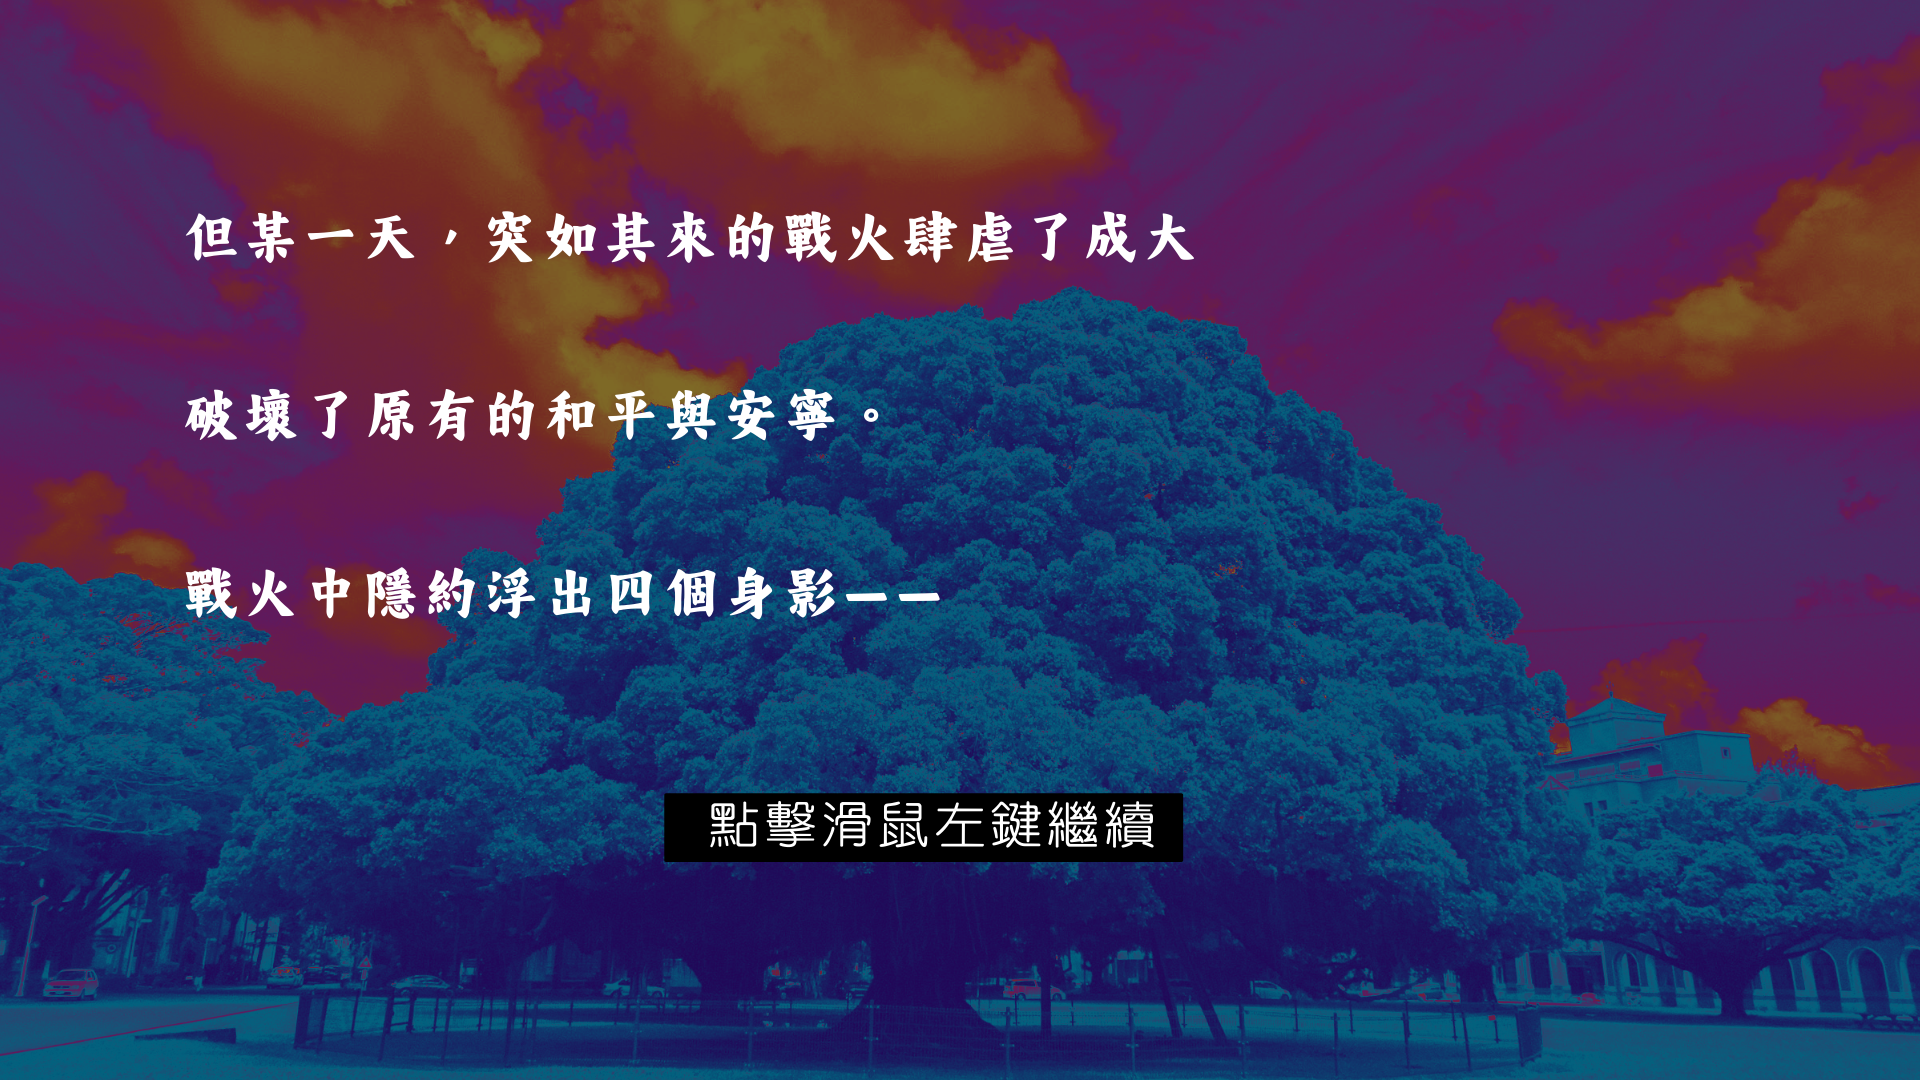 但某一天，突如其來的戰火肆虐了成大
破壞了原有的和平與安寧。
戰火中隱約浮出四個身影——
點擊滑鼠左鍵繼續